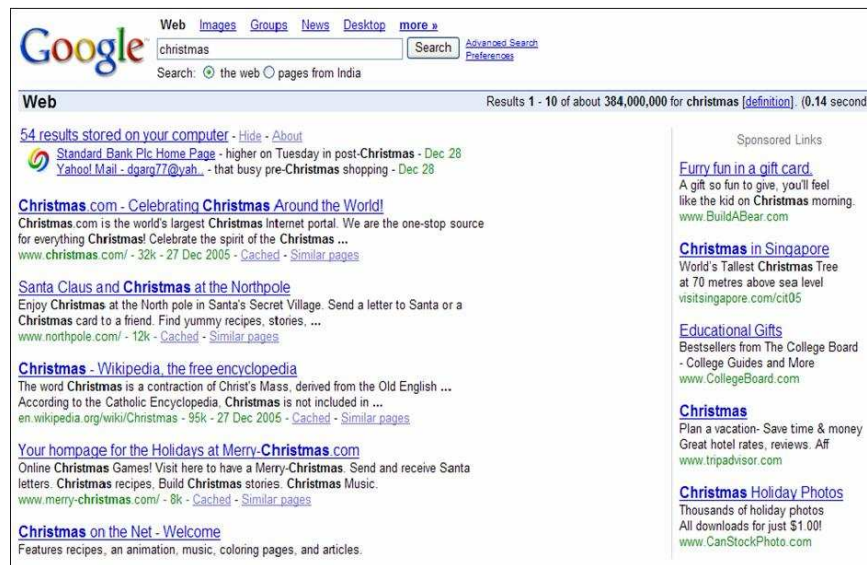 Web Images Groups News Desktop more »
Google
christmas Search Advanced Search
Preferences
Search: the web pages from India
Web Results 1 - 10 of about 384,000,000 for christmas [definition]. (0.14 second
54 results stored on your computer - Hide - About
Standard Bank Plc Home Page - higher on Tuesday in post-Christmas - Dec 28
Yahoo! Mail - dgarg77@yah.. - that busy pre-Christmas shopping - Dec 28
Christmas.com - Celebrating Christmas Around the World!
Christmas.com is the world's largest Christmas Internet portal. We are the one-stop source
for everything Christmas! Celebrate the spirit of the Christmas ...
www.christmas.com/ - 32k - 27 Dec 2005 - Cached - Similar pages
Santa Claus and Christmas at the Northpole
Enjoy Christmas at the North pole in Santa's Secret Village. Send a letter to Santa or a
Christmas card to a friend. Find yummy recipes, stories, ...
www.northpole.com/ - 12k - Cached - Similar pages
Christmas - Wikipedia, the free encyclopedia
The word Christmas is a contraction of Christ's Mass, derived from the Old English ...
According to the Catholic Encyclopedia, Christmas is not included in ...
en.wikipedia.org/wiki/Christmas - 95k - 27 Dec 2005 - Cached - Similar pages
Your hompage for the Holidays at Merry-Christmas.com
Online Christmas Games! Visit here to have a Merry-Christmas. Send and receive Santa
letters. Christmas recipes, Build Christmas stories. Christmas Music.
www.merry-christmas.com/ - 8k - Cached - Similar pages
Christmas on the Net - Welcome
Features recipes, an animation, music, coloring pages, and articles.
Sponsored Links
Furry fun in a gift card.
A gift so fun to give, you'll feel
like the kid on Christmas morning.
www.BuildABear.com
Christmas in Singapore
World's Tallest Christmas Tree
at 70 metres above sea level
visitsingapore.com/cit05
Educational Gifts
Bestsellers from The College Board
- College Guides and More
www.CollegeBoard.com
Christmas
Plan a vacation- Save time & money
Great hotel rates, reviews. Aff
www.tripadvisor.com
Christmas Holiday Photos
Thousands of holiday photos
All downloads for just $1.00!
www.CanStockPhoto.com